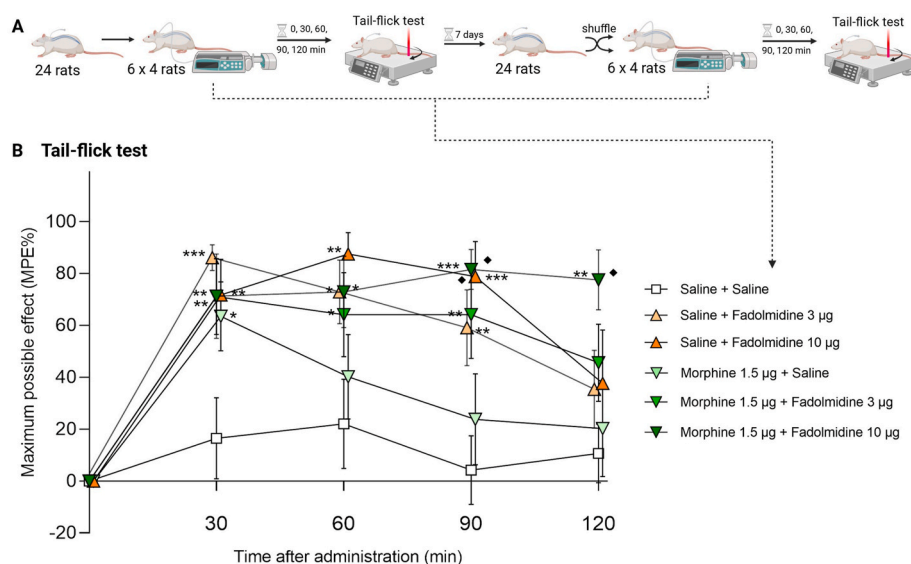 A
24 rats
6 x 4 rats
0, 30, 60,
90, 120 min
Tail-flick test
7 days
24 rats
shuffle
6 x 4 rats
0, 30, 60,
90, 120 min
Tail-flick test
B Tail-flick test
Maximum possible effect (MPE%)
100
80
60
40
20
0
-20
***
**
**
**
*
**
*
*
*
***
◆
◆
***
**
**
**
◆
30
60
90
120
Time after administration (min)
Saline + Saline
Saline + Fadolmidine 3 µg
Saline + Fadolmidine 10 µg
Morphine 1.5 µg + Saline
Morphine 1.5 µg + Fadolmidine 3 µg
Morphine 1.5 µg + Fadolmidine 10 µg